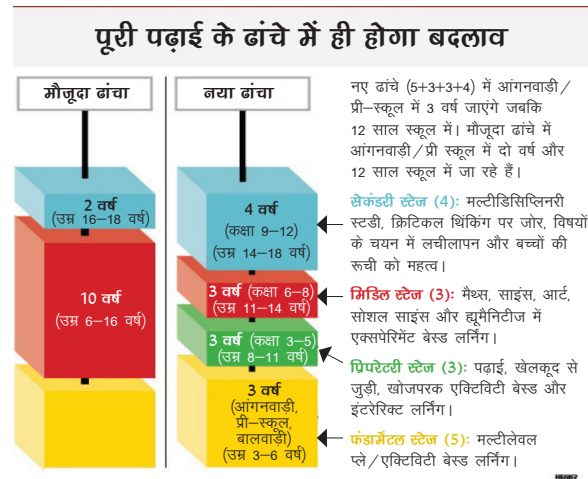 पूरी पढ़ाई के ढांचे में ही होगा बदलाव
मौजूदा ढांचा
2 वर्ष
(उम्र 16–18 वर्ष)
10 वर्ष
(उम्र 6–16 वर्ष)
नया ढांचा
4 वर्ष
(कक्षा 9–12)
(उम्र 14–18 वर्ष)
3 वर्ष (कक्षा 6–8)
(उम्र 11–14 वर्ष)
3 वर्ष (कक्षा 3–5)
(उम्र 8–11 वर्ष)
3 वर्ष
(आंगनवाड़ी,
प्री–स्कूल,
बालवाड़ी)
(उम्र 3–6 वर्ष)
नए ढांचे (5+3+3+4) में आंगनवाड़ी/
प्री–स्कूल में 3 वर्ष जाएंगे जबकि
12 साल स्कूल में। मौजूदा ढांचे में
आंगनवाड़ी/प्री स्कूल में दो वर्ष और
12 साल स्कूल में जा रहे हैं।
सेकंडरी स्टेज (4): मल्टीडिसिप्लिनरी
स्टडी, क्रिटिकल थिंकिंग पर जोर, विषयों
के चयन में लचीलापन और बच्चों की
रूची को महत्व।
मिडिल स्टेज (3): मैथ्स, साइंस, आर्ट,
सोशल साइंस और ह्यूमैनिटीज में
एक्सपेरिमेंट बेस्ड लर्निंग।
प्रिपरेटरी स्टेज (3): पढ़ाई, खेलकूद से
जुड़ी, खोजपरक एक्टिविटी बेस्ड और
इंटरेरिक्ट लर्निंग।
फंडामेंटल स्टेज (5): मल्टीलेवल
प्ले/एक्टिविटी बेस्ड लर्निंग।